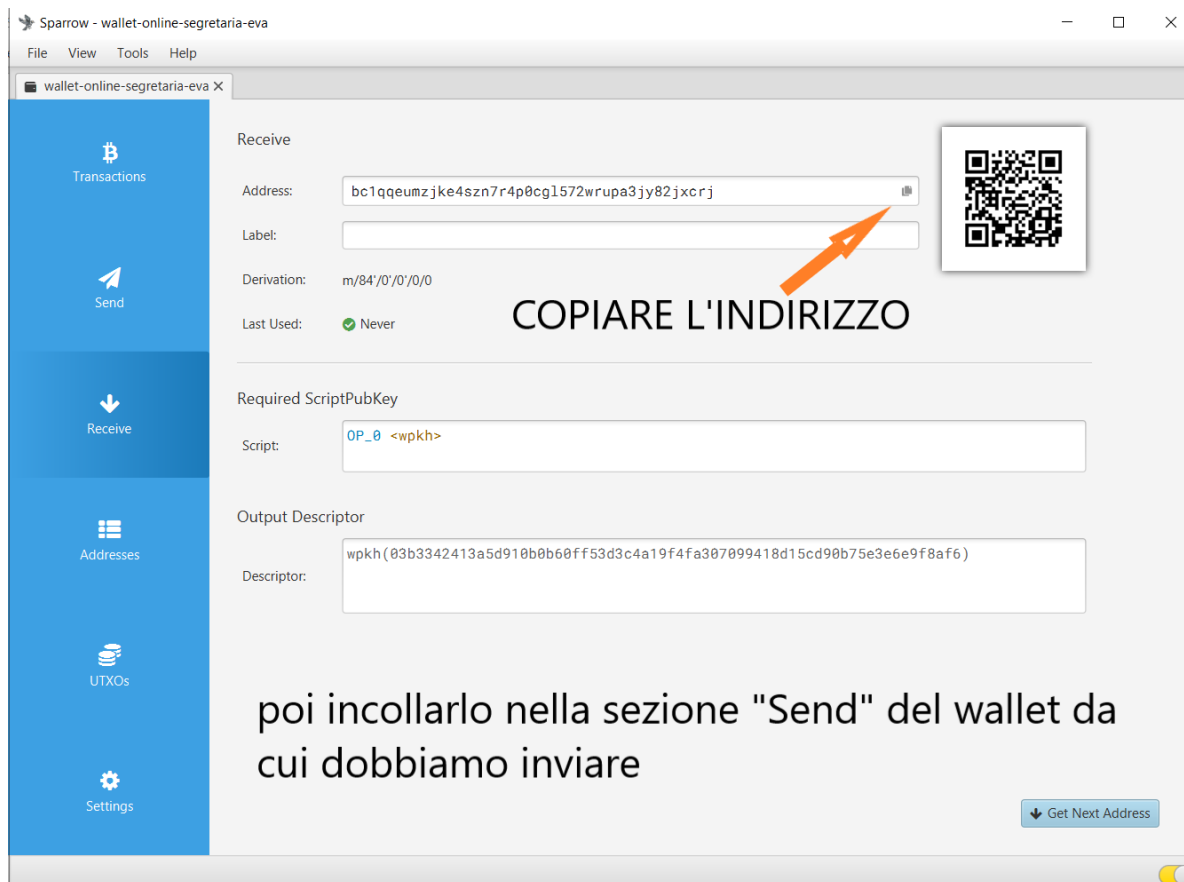 Sparrow - wallet-online-segretaria-eva
File View Tools Help
wallet-online-segretaria-eva
Transactions
Send
Receive
Addresses
UTXOs
Settings
Receive
Address: bc1qqeumzjke4szn7r4p0cgl572wrupa3jy82jxcrj
Label:
Derivation: m/84'/0'/0'/0/0
Last Used: Never
COPIARE L'INDIRIZZO
Required ScriptPubKey
Script: OP_0 <wpkh>
Output Descriptor
Descriptor: wpkh(03b3342413a5d910b0b60ff53d3c4a19f4fa307099418d15cd90b75e3e6e9f8af6)
poi incollarlo nella sezione "Send" del wallet da
cui dobbiamo inviare
Get Next Address